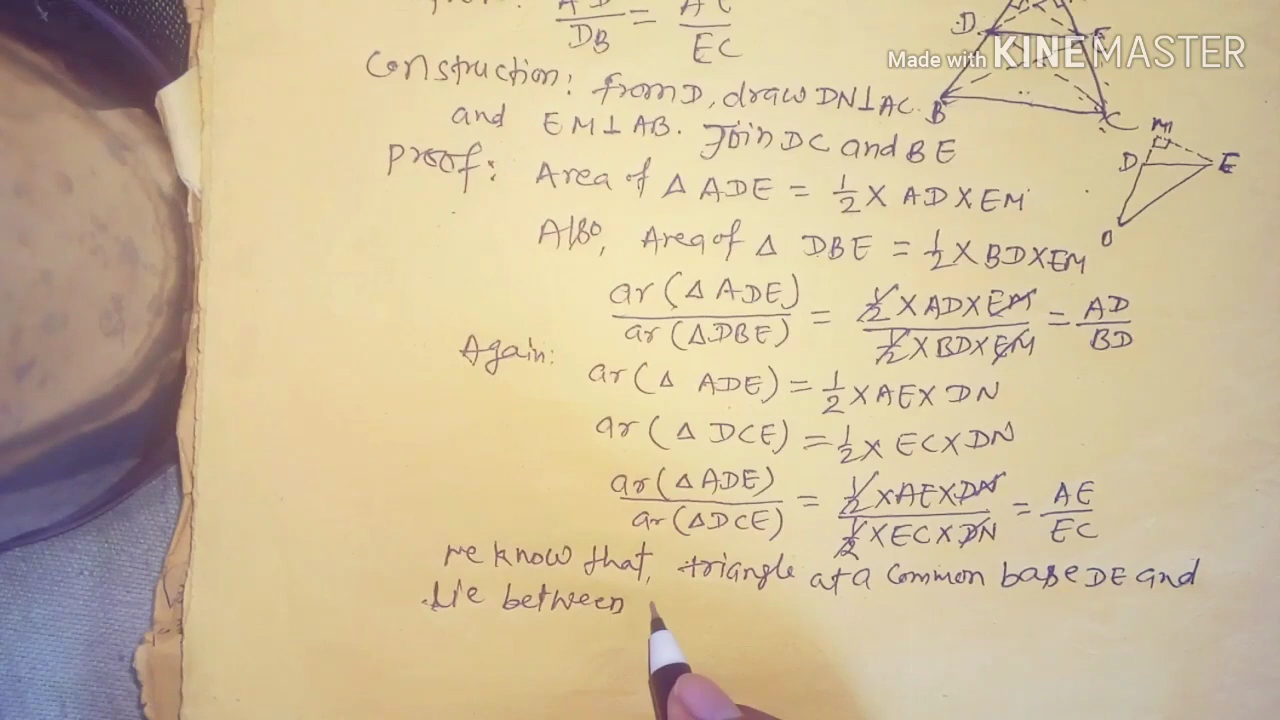 AD/DB = AE/EC
Construction: from D, draw DN⊥AC.
and EM⊥AB. Join DC and BE
Proof: Area of Δ ADE = 1/2 X AD X EM
Also, Area of Δ DBE = 1/2 X BD X EM
ar(Δ ADE)/ar(ΔDBE) = 1/2 X AD X EM/1/2 X BD X EM = AD/BD
Again:
ar(Δ ADE) = 1/2 X AE X DN
ar(Δ DCE) = 1/2 X EC X DN
ar(ΔADE)/ar(ΔDCE) = 1/2 X AE X DN/1/2 X EC X DN = AE/EC
we know that, triangle at a common base DE and
lie between
D E
B C
M
D E
Made with KINEMASTER